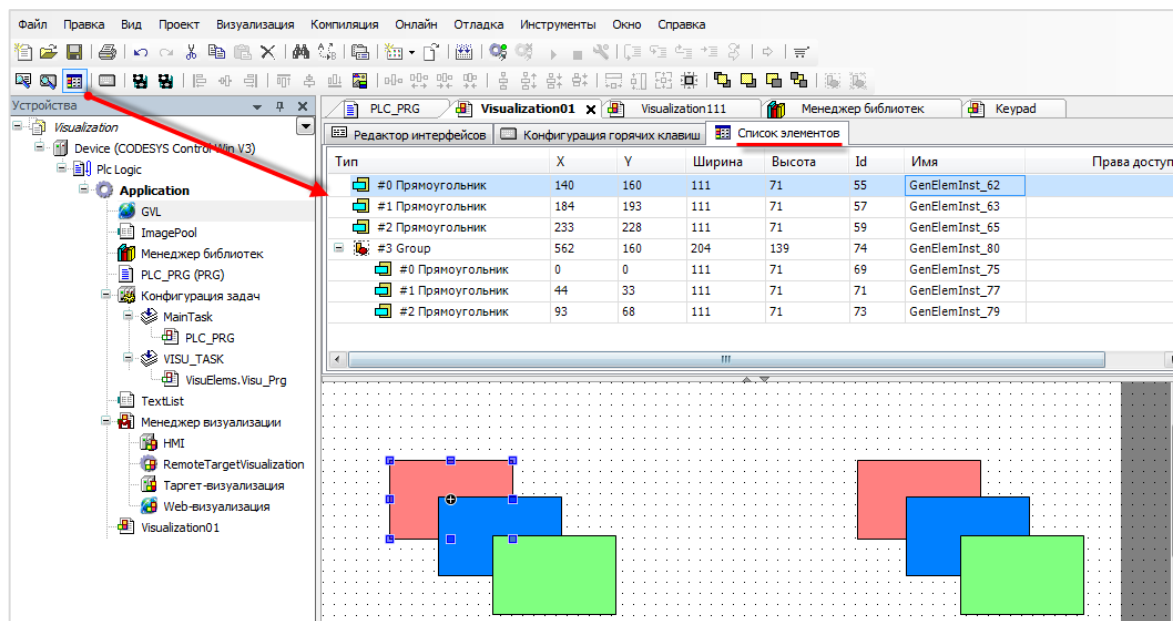 Файл Правка Вид Проект Визуализация Компиляция Онлайн Отладка Инструменты Окно Справка
Устройства
Visualization
Device (CODESYS Control Win V3)
Plc Logic
Application
GVL
ImagePool
Менеджер библиотек
PLC_PRG (PRG)
Конфигурация задач
MainTask
PLC_PRG
VISU_TASK
VisuElems.Visu_Prg
TextList
Менеджер визуализации
HMI
RemoteTargetVisualization
Таргет-визуализация
Web-визуализация
Visualization01
PLC_PRG Visualization01 Visualization111 Менеджер библиотек Keypad
Редактор интерфейсов Конфигурация горячих клавиш Список элементов
Тип X Y Ширина Высота Id Имя Права доступ
#0 Прямоугольник 140 160 111 71 55 GenElemInst_62
#1 Прямоугольник 184 193 111 71 57 GenElemInst_63
#2 Прямоугольник 233 228 111 71 59 GenElemInst_65
#3 Group 562 160 204 139 74 GenElemInst_80
#0 Прямоугольник 0 0 111 71 69 GenElemInst_75
#1 Прямоугольник 44 33 111 71 71 GenElemInst_77
#2 Прямоугольник 93 68 111 71 73 GenElemInst_79